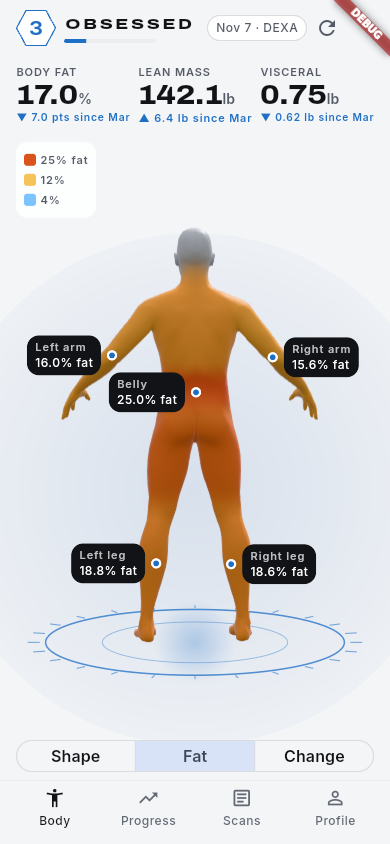 3 OBSESSED
Nov 7 · DEXA
DEBUG
BODY FAT LEAN MASS VISCERAL
17.0% 142.1lb 0.75lb
▼ 7.0 pts since Mar ▲ 6.4 lb since Mar ▼ 0.62 lb since Mar
25% fat
12%
4%
Left arm
16.0% fat
Right arm
15.6% fat
Belly
25.0% fat
Left leg
18.8% fat
Right leg
18.6% fat
Shape Fat Change
Body Progress Scans Profile